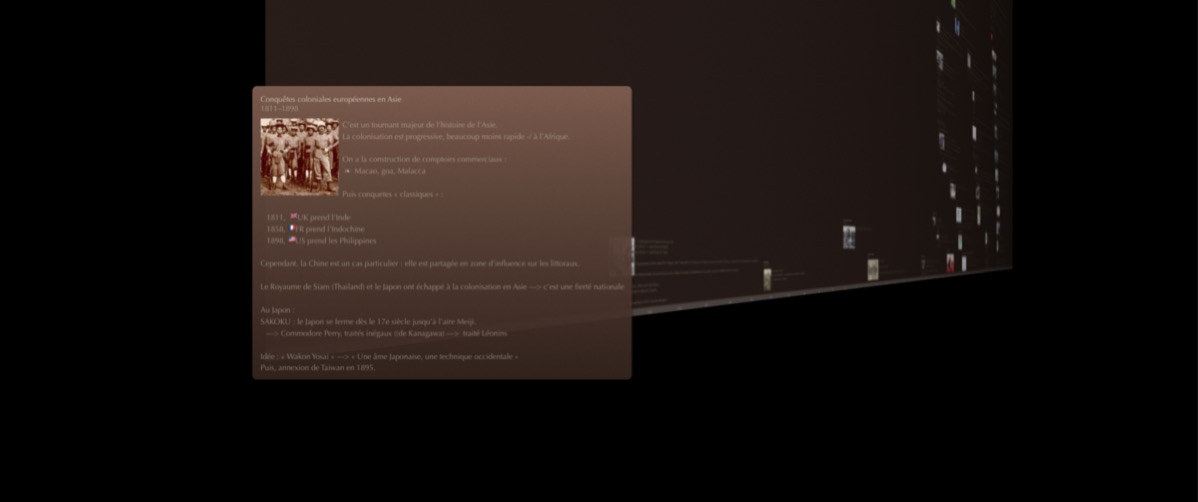 Conquêtes coloniales européennes en Asie
1811–1898
C'est un tournant majeur de l'histoire de l'Asie.
La colonisation est progressive, beaucoup moins rapide -/ à l'Afrique.
On a la construction de comptoirs commerciaux :
Macao, goa, Malacca
Puis conquetes « classiques » :
1811, UK prend l'Inde
1858, FR prend l'Indochine
1898, US prend les Philippines
Cependant, la Chine est un cas particulier : elle est partagée en zone d'influence sur les littoraux.
Le Royaume de Siam (Thaïland) et le Japon ont échappé à la colonisation en Asie —> c'est une fierté nationale
Au Japon :
SAKOKU : le Japon se ferme dès le 17e siècle jusqu'à l'aire Meiji.
—> Commodore Perry, traités inégaux (de Kanagawa) —> traité Léonins
Idée : « Wakon Yosai » —> « Une âme Japonaise, une technique occidentale »
Puis, annexion de Taiwan en 1895.